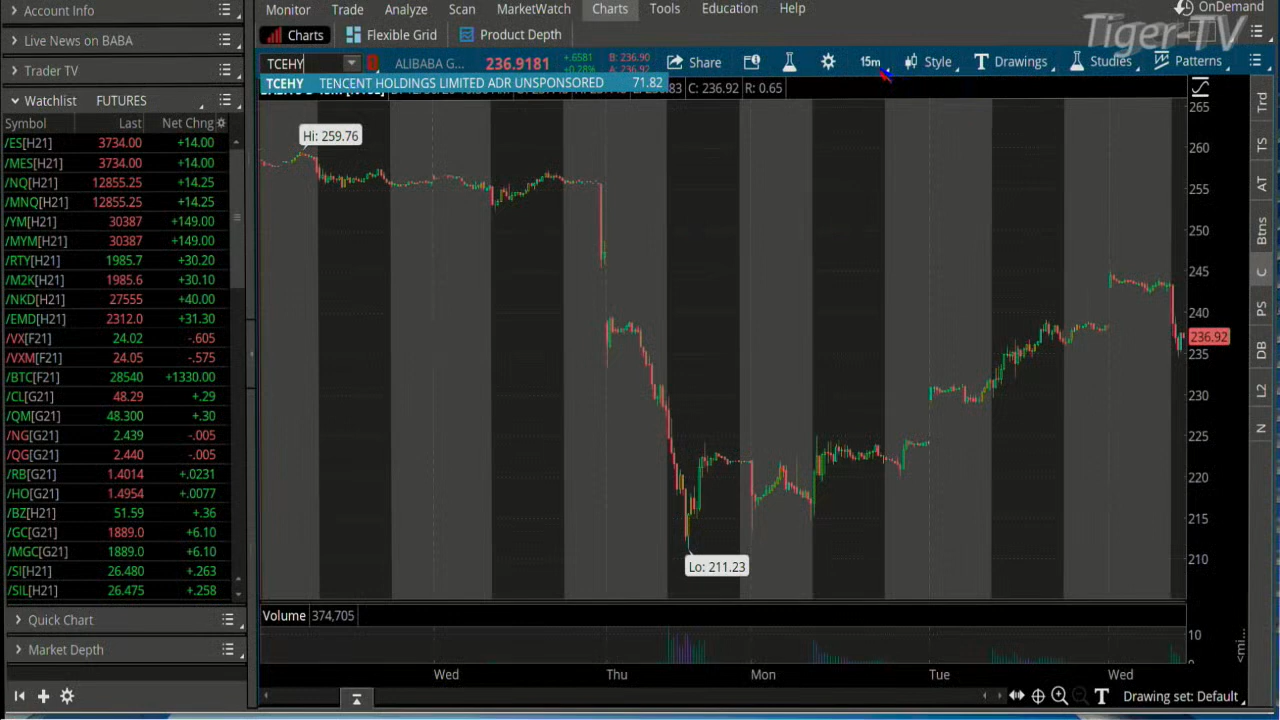 Account Info
Live News on BABA
Trader TV
Watchlist FUTURES
Symbol Last Net Chng
/ES[H21] 3734.00 +14.00
/MES[H21] 3734.00 +14.00
/NQ[H21] 12855.25 +14.25
/MNQ[H21] 12855.25 +14.25
/YM[H21] 30387 +149.00
/MYM[H21] 30387 +149.00
/RTY[H21] 1985.7 +30.20
/M2K[H21] 1985.6 +30.10
/NKD[H21] 27555 +40.00
/EMD[H21] 2312.0 +31.30
/VX[F21] 24.02 -.605
/VXM[F21] 24.05 -.575
/BTC[F21] 28540 +1330.00
/CL[G21] 48.29 +.29
/QM[G21] 48.300 +.30
/NG[G21] 2.439 -.005
/QG[G21] 2.440 -.005
/RB[G21] 1.4014 +.0231
/HO[G21] 1.4954 +.0077
/BZ[H21] 51.59 +.36
/GC[G21] 1889.0 +6.10
/MGC[G21] 1889.0 +6.10
/SI[H21] 26.480 +.263
/SIL[H21] 26.475 +.258
Quick Chart
Market Depth
Monitor Trade Analyze Scan MarketWatch Charts Tools Education Help
OnDemand
Tiger-TV
Charts Flexible Grid Product Depth
TCEHY ALIBABA G... 236.9181 +.6581 B: 236.90
+0.28% A: 236.92
Share 15m Style Drawings Studies Patterns
TCEHY TENCENT HOLDINGS LIMITED ADR UNSPONSORED 71.82
C: 236.92 R: 0.65
Hi: 259.76
Lo: 211.23
265
260
255
250
245
240
236.92
235
230
225
220
215
210
Volume 374,705
10
0
<mi...
Wed Thu Mon Tue Wed
Drawing set: Default
Trd
TS
AT
Btns
C
PS
DB
L2
N